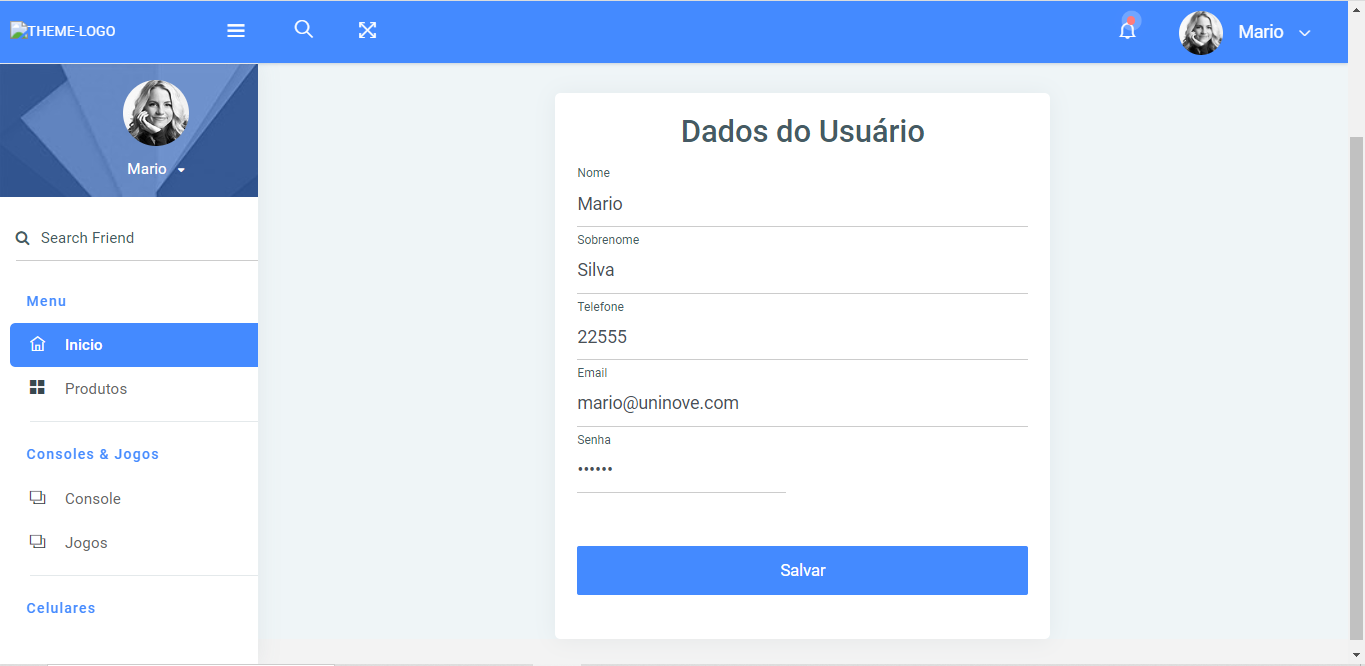 THEME-LOGO
Mario
Mario
Search Friend
Menu
Inicio
Produtos
Consoles & Jogos
Console
Jogos
Celulares
Dados do Usuário
Nome
Mario
Sobrenome
Silva
Telefone
22555
Email
mario@uninove.com
Senha
••••••
Salvar